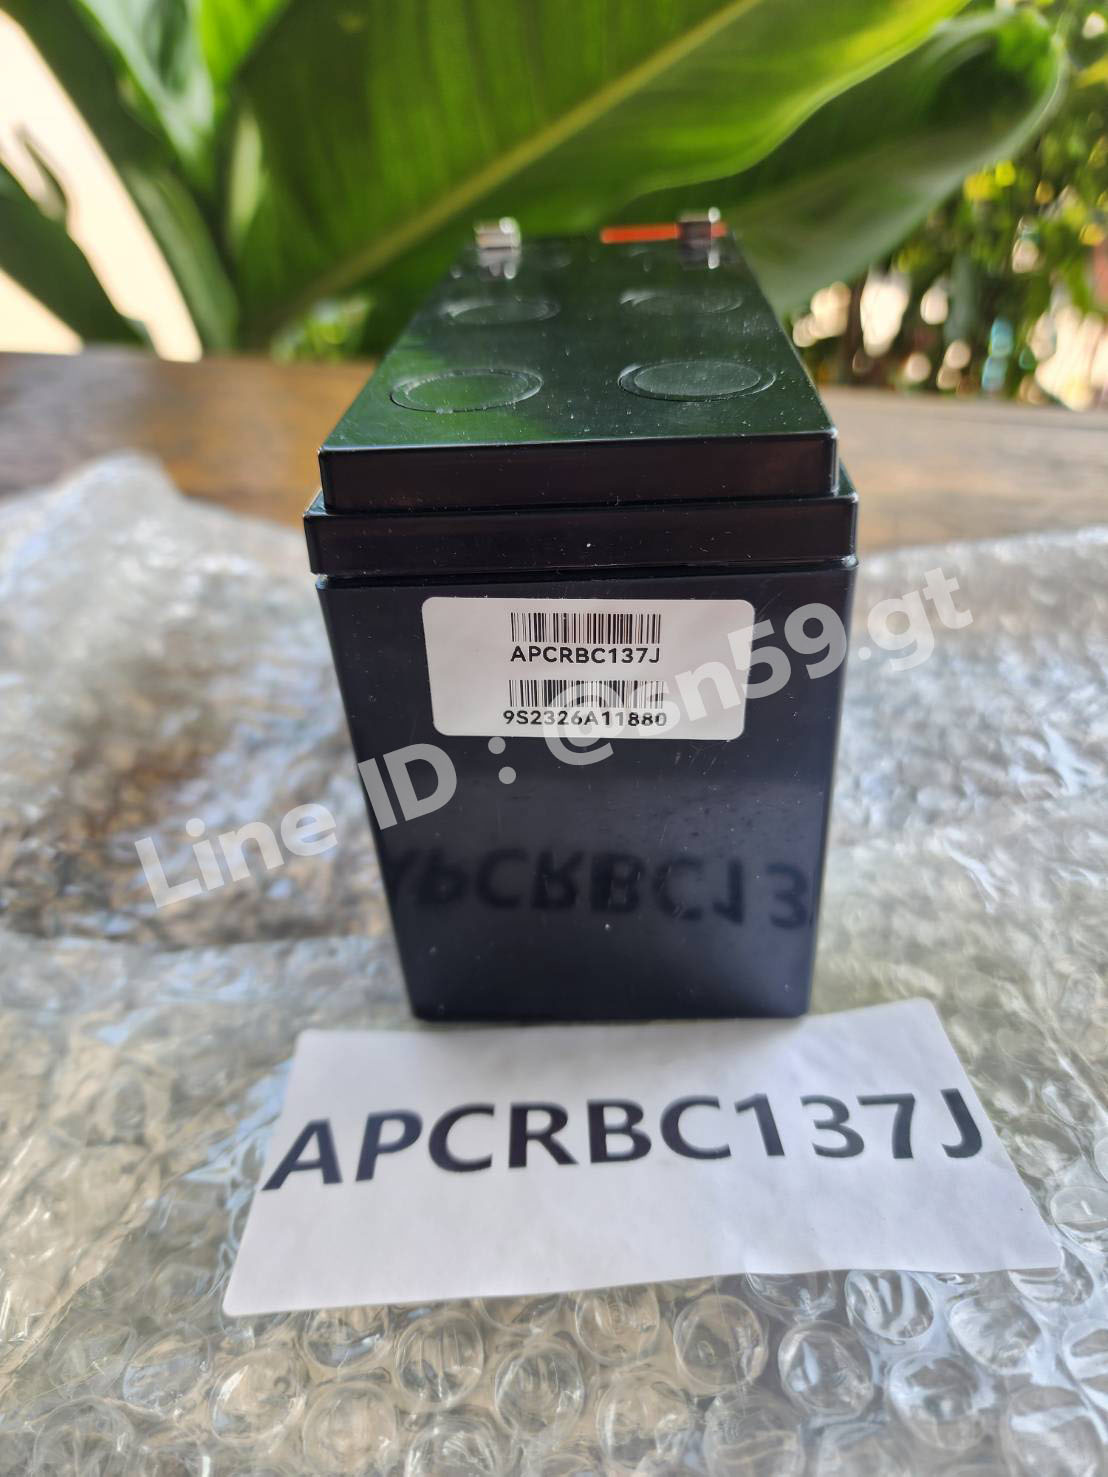 APCRBC137J
9S2326A11880
Line ID : @sn59.gt
APCRBC137J